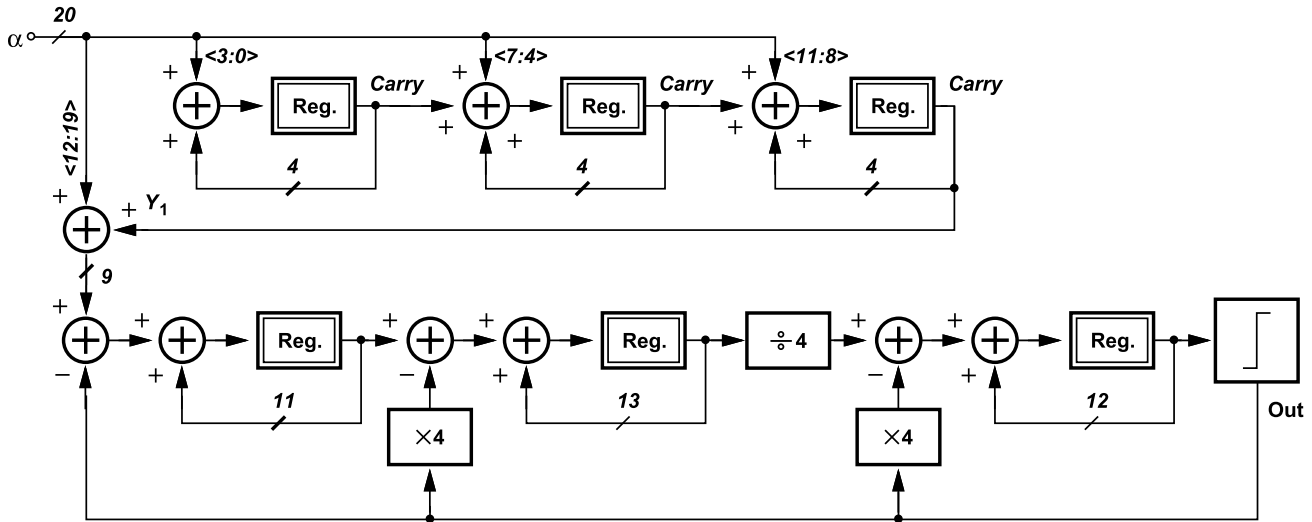 20
α
<3:0> <7:4> <11:8>
+ Carry + Carry + Carry
+ Reg. + Reg. + Reg.
+ + + +
<12:19>
4 4 4
+ + Y1
+
9
+ + + + + +
+ + Reg. + + Reg. ÷4 + + Reg.
− + − + − +
11 13 12
Out
×4 ×4